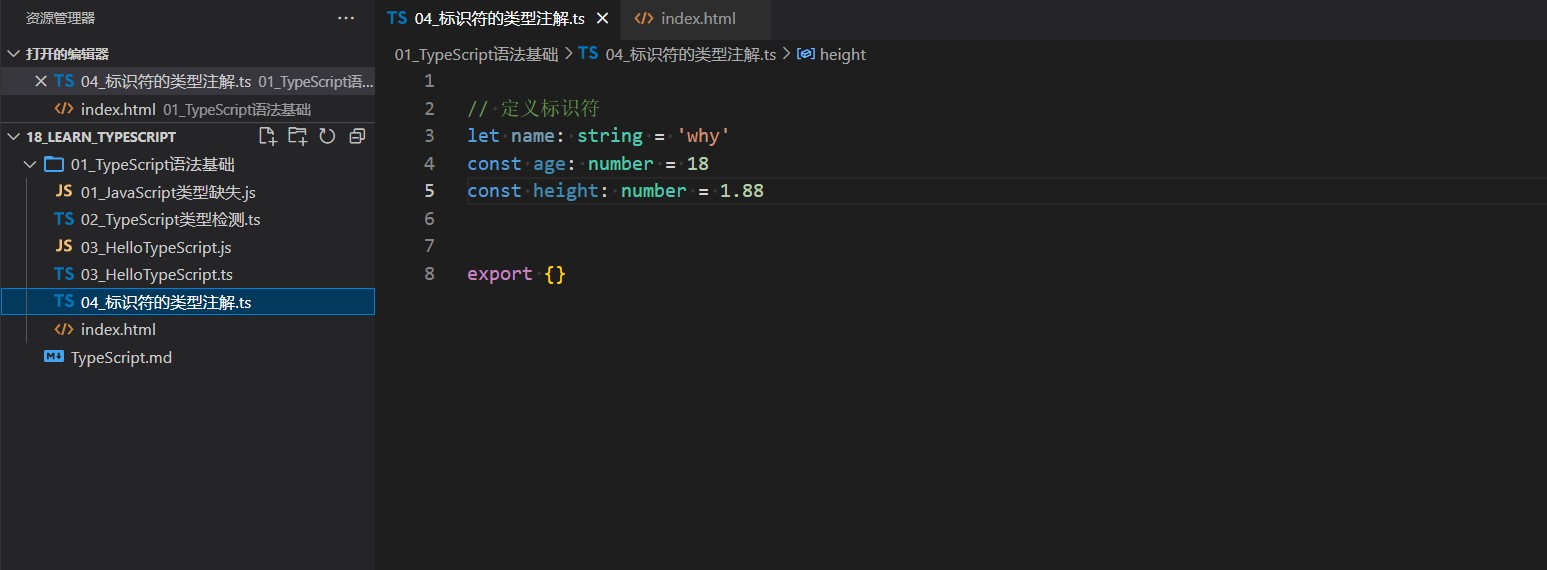 资源管理器 ···
打开的编辑器
TS 04_标识符的类型注解.ts 01_TypeScript语...
index.html 01_TypeScript语法基础
18_LEARN_TYPESCRIPT
01_TypeScript语法基础
JS 01_JavaScript类型缺失.js
TS 02_TypeScript类型检测.ts
JS 03_HelloTypeScript.js
TS 03_HelloTypeScript.ts
TS 04_标识符的类型注解.ts
index.html
TypeScript.md
TS 04_标识符的类型注解.ts index.html
01_TypeScript语法基础 > TS 04_标识符的类型注解.ts > height
1
2 // 定义标识符
3 let name: string = 'why'
4 const age: number = 18
5 const height: number = 1.88
6
7
8 export {}